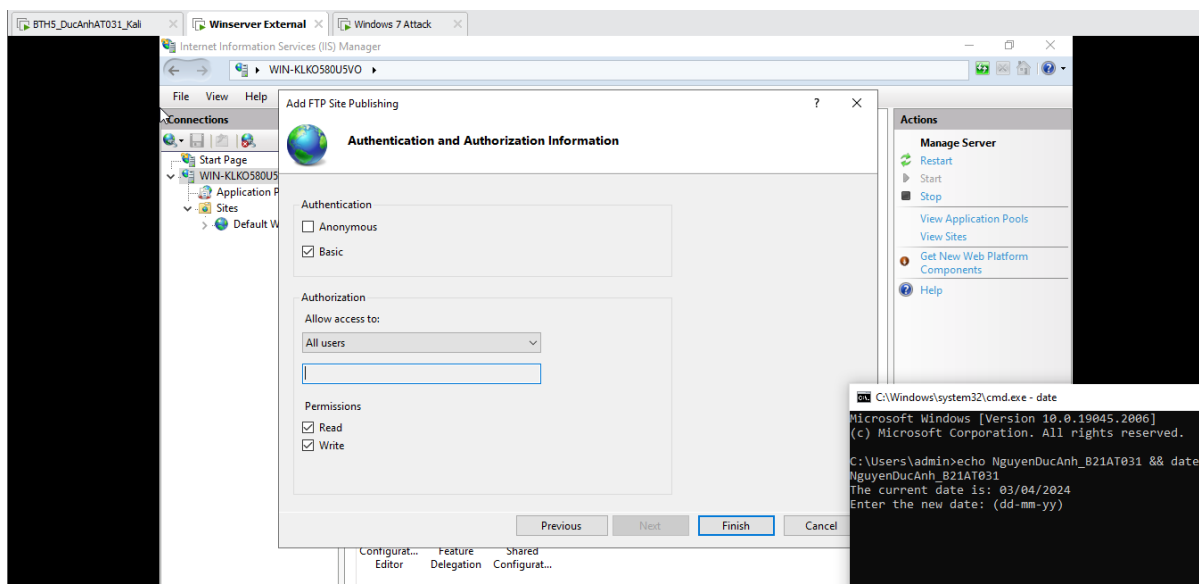 BTH5_DucAnhAT031_Kali
Winserver External
Windows 7 Attack
Internet Information Services (IIS) Manager
WIN-KLKO580U5VO
File View Help
Connections
Start Page
WIN-KLKO580U5
Application P
Sites
Default W
Add FTP Site Publishing
?
Authentication and Authorization Information
Authentication
Anonymous
Basic
Authorization
Allow access to:
All users
Permissions
Read
Write
Previous Next Finish Cancel
Configurat... Feature Shared
Editor Delegation Configurat...
Actions
Manage Server
Restart
Start
Stop
View Application Pools
View Sites
Get New Web Platform
Components
Help
C:\Windows\system32\cmd.exe - date
Microsoft Windows [Version 10.0.19045.2006]
(c) Microsoft Corporation. All rights reserved.
C:\Users\admin>echo NguyenDucAnh_B21AT031 && date
NguyenDucAnh_B21AT031
The current date is: 03/04/2024
Enter the new date: (dd-mm-yy)